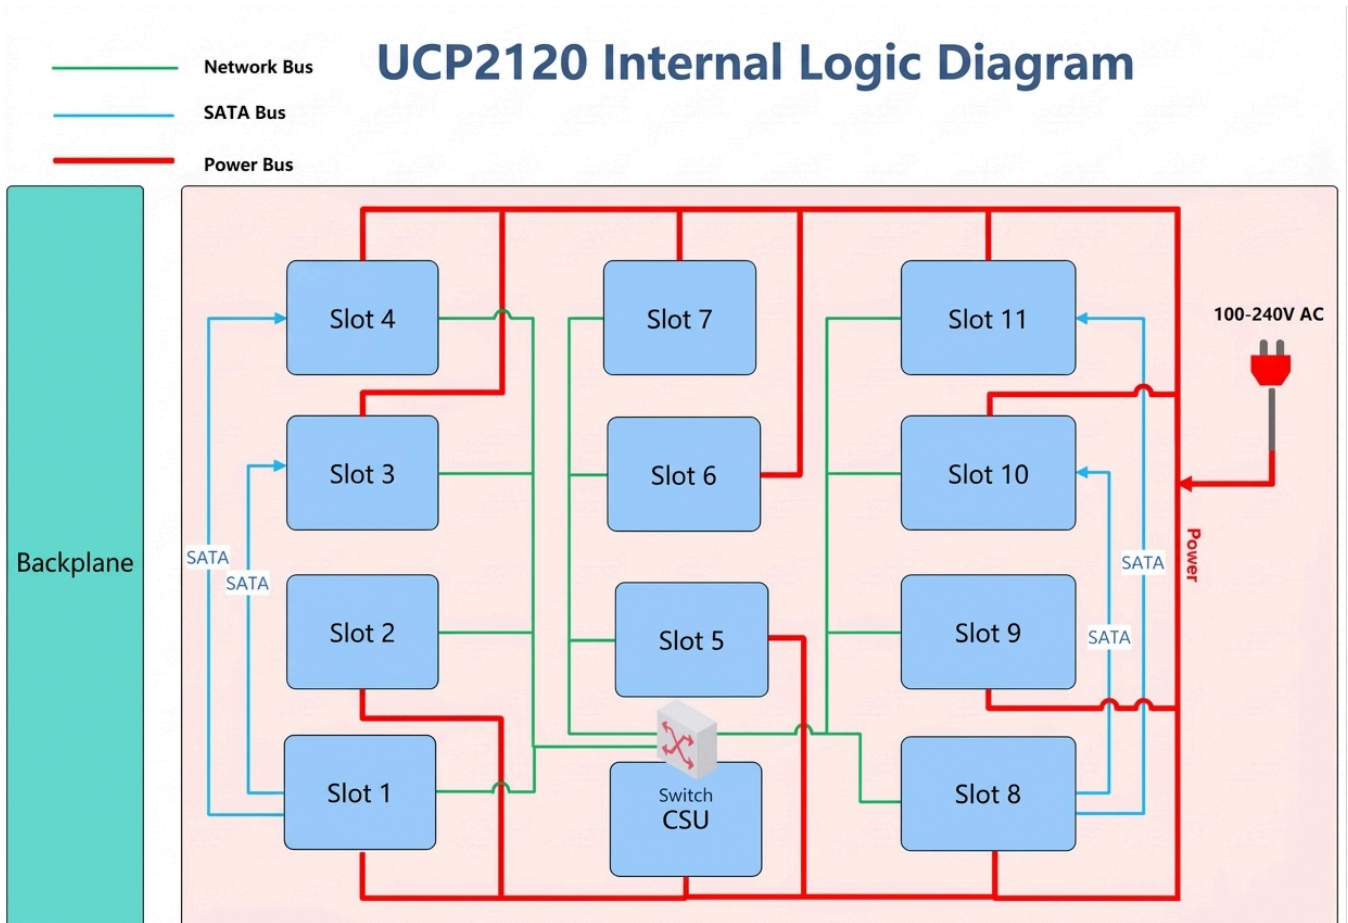 UCP2120 Internal Logic Diagram
Network Bus
SATA Bus
Power Bus
Backplane
Slot 4
Slot 7
Slot 11
100-240V AC
Slot 3
Slot 6
Slot 10
Power
SATA
SATA
SATA
SATA
Slot 2
Slot 5
Slot 9
Slot 1
Switch
CSU
Slot 8